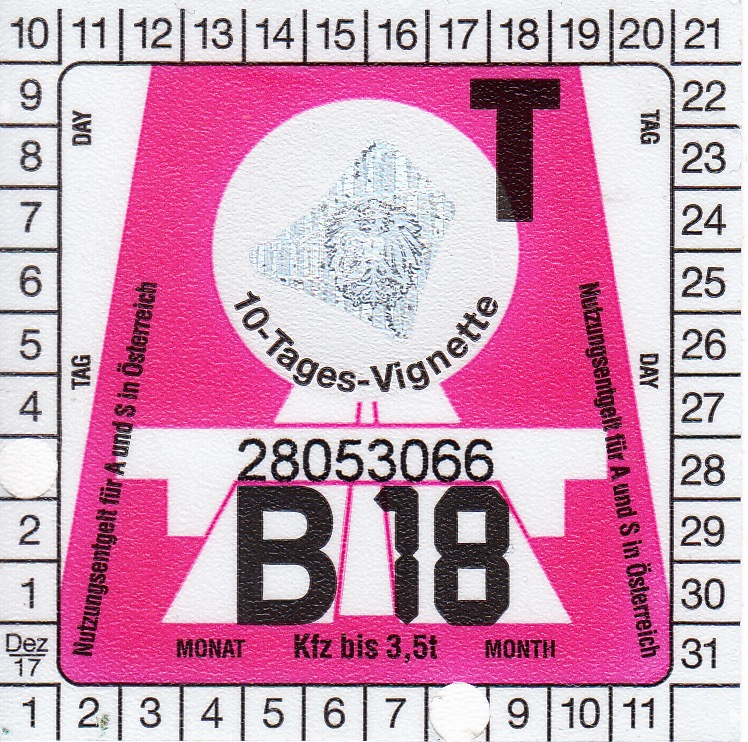 10 11 12 13 14 15 16 17 18 19 20 21
9 22
8 23
7 24
6 25
5 26
4 27
28
2 29
1 30
Dez
17
31
1 2 3 4 5 6 7 9 10 11
DAY
TAG
T
TAG
DAY
10-Tages-Vignette
Nutzungsentgelt für A und S in Österreich
Nutzungsentgelt für A und S in Österreich
28053066
B 18
MONAT Kfz bis 3,5t MONTH